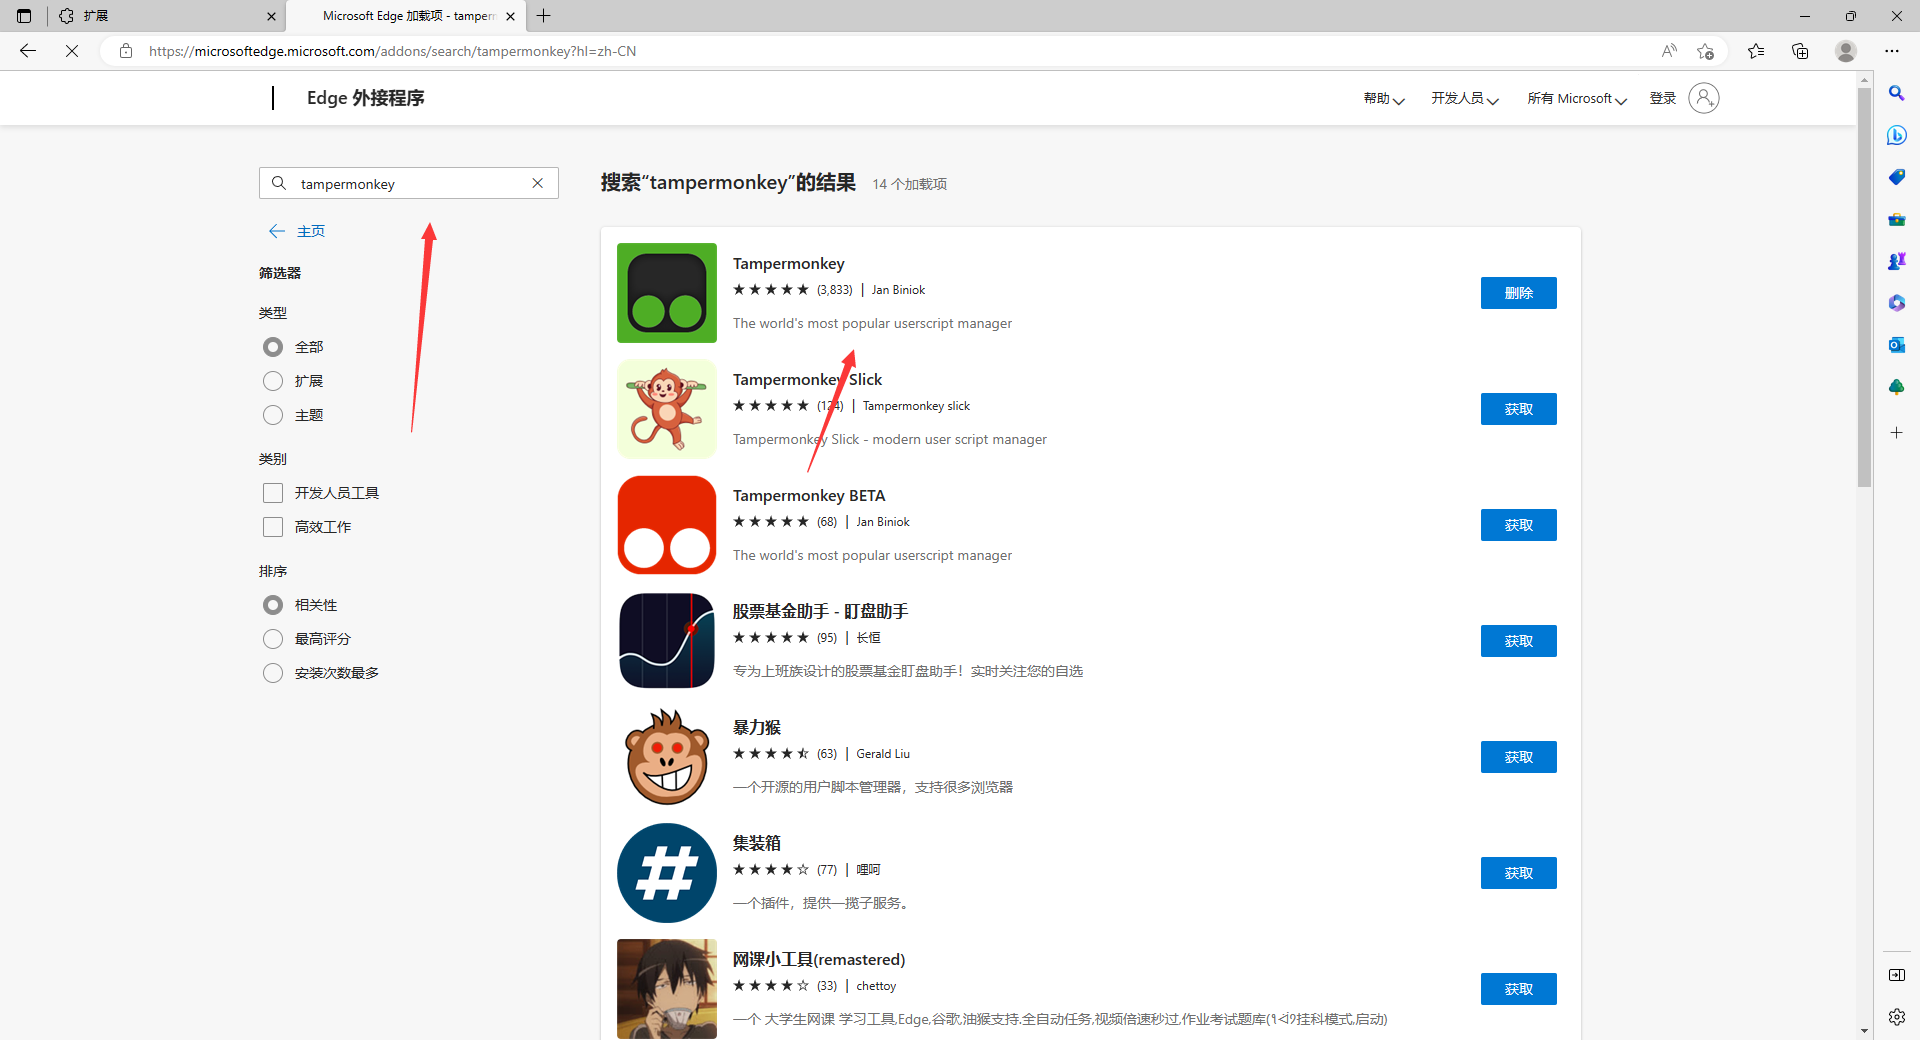 扩展
Microsoft Edge 加载项 - tampern
https://microsoftedge.microsoft.com/addons/search/tampermonkey?hl=zh-CN
Edge 外接程序
帮助
开发人员
所有 Microsoft
登录
tampermonkey
主页
筛选器
类型
全部
扩展
主题
类别
开发人员工具
高效工作
排序
相关性
最高评分
安装次数最多
搜索“tampermonkey”的结果 14 个加载项
Tampermonkey
(3,833) | Jan Biniok
The world's most popular userscript manager
删除
Tampermonkey Slick
(124) | Tampermonkey slick
Tampermonkey Slick - modern user script manager
获取
Tampermonkey BETA
(68) | Jan Biniok
The world's most popular userscript manager
获取
股票基金助手 - 盯盘助手
(95) | 长恒
专为上班族设计的股票基金盯盘助手！实时关注您的自选
获取
暴力猴
(63) | Gerald Liu
一个开源的用户脚本管理器，支持很多浏览器
获取
集装箱
(77) | 哩呵
一个插件，提供一揽子服务。
获取
网课小工具(remastered)
(33) | chettoy
一个 大学生网课 学习工具,Edge,谷歌,油猴支持.全自动任务,视频倍速秒过,作业考试题库 挂科模式,启动)
获取